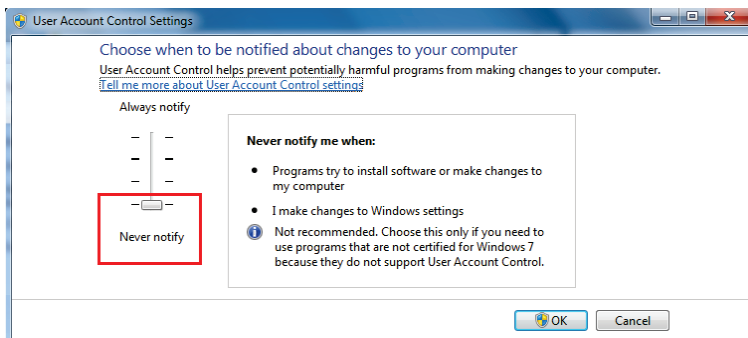 User Account Control Settings
Choose when to be notified about changes to your computer
User Account Control helps prevent potentially harmful programs from making changes to your computer.
Tell me more about User Account Control settings
Always notify
Never notify me when:
• Programs try to install software or make changes to
my computer
• I make changes to Windows settings
Not recommended. Choose this only if you need to
use programs that are not certified for Windows 7
because they do not support User Account Control.
Never notify
OK
Cancel